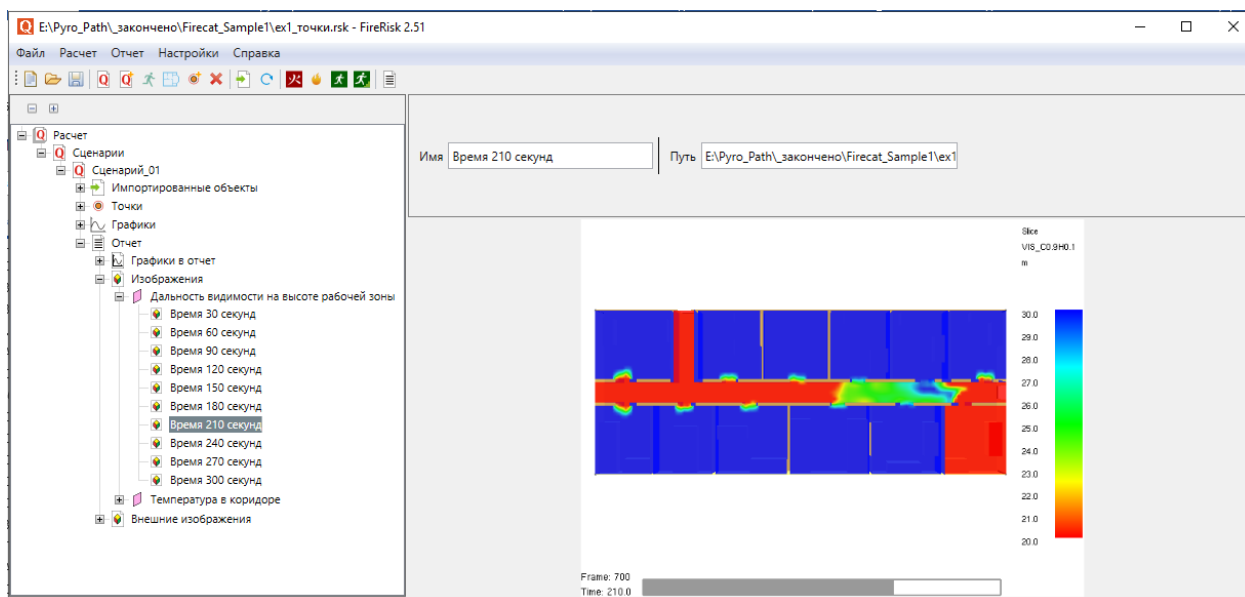 E:\Pyro_Path\_закончено\Firecat_Sample1\ex1_точки.rsk - FireRisk 2.51
Файл Расчет Отчет Настройки Справка
Расчет
Сценарии
Сценарий_01
Импортированные объекты
Точки
Графики
Отчет
Графики в отчет
Изображения
Дальность видимости на высоте рабочей зоны
Время 30 секунд
Время 60 секунд
Время 90 секунд
Время 120 секунд
Время 150 секунд
Время 180 секунд
Время 210 секунд
Время 240 секунд
Время 270 секунд
Время 300 секунд
Температура в коридоре
Внешние изображения
Имя Время 210 секунд Путь E:\Pyro_Path\_закончено\Firecat_Sample1\ex1
Slice
VIS_C0.9H0.1
m
30.0
29.0
28.0
27.0
26.0
25.0
24.0
23.0
22.0
21.0
20.0
Frame: 700
Time: 210.0